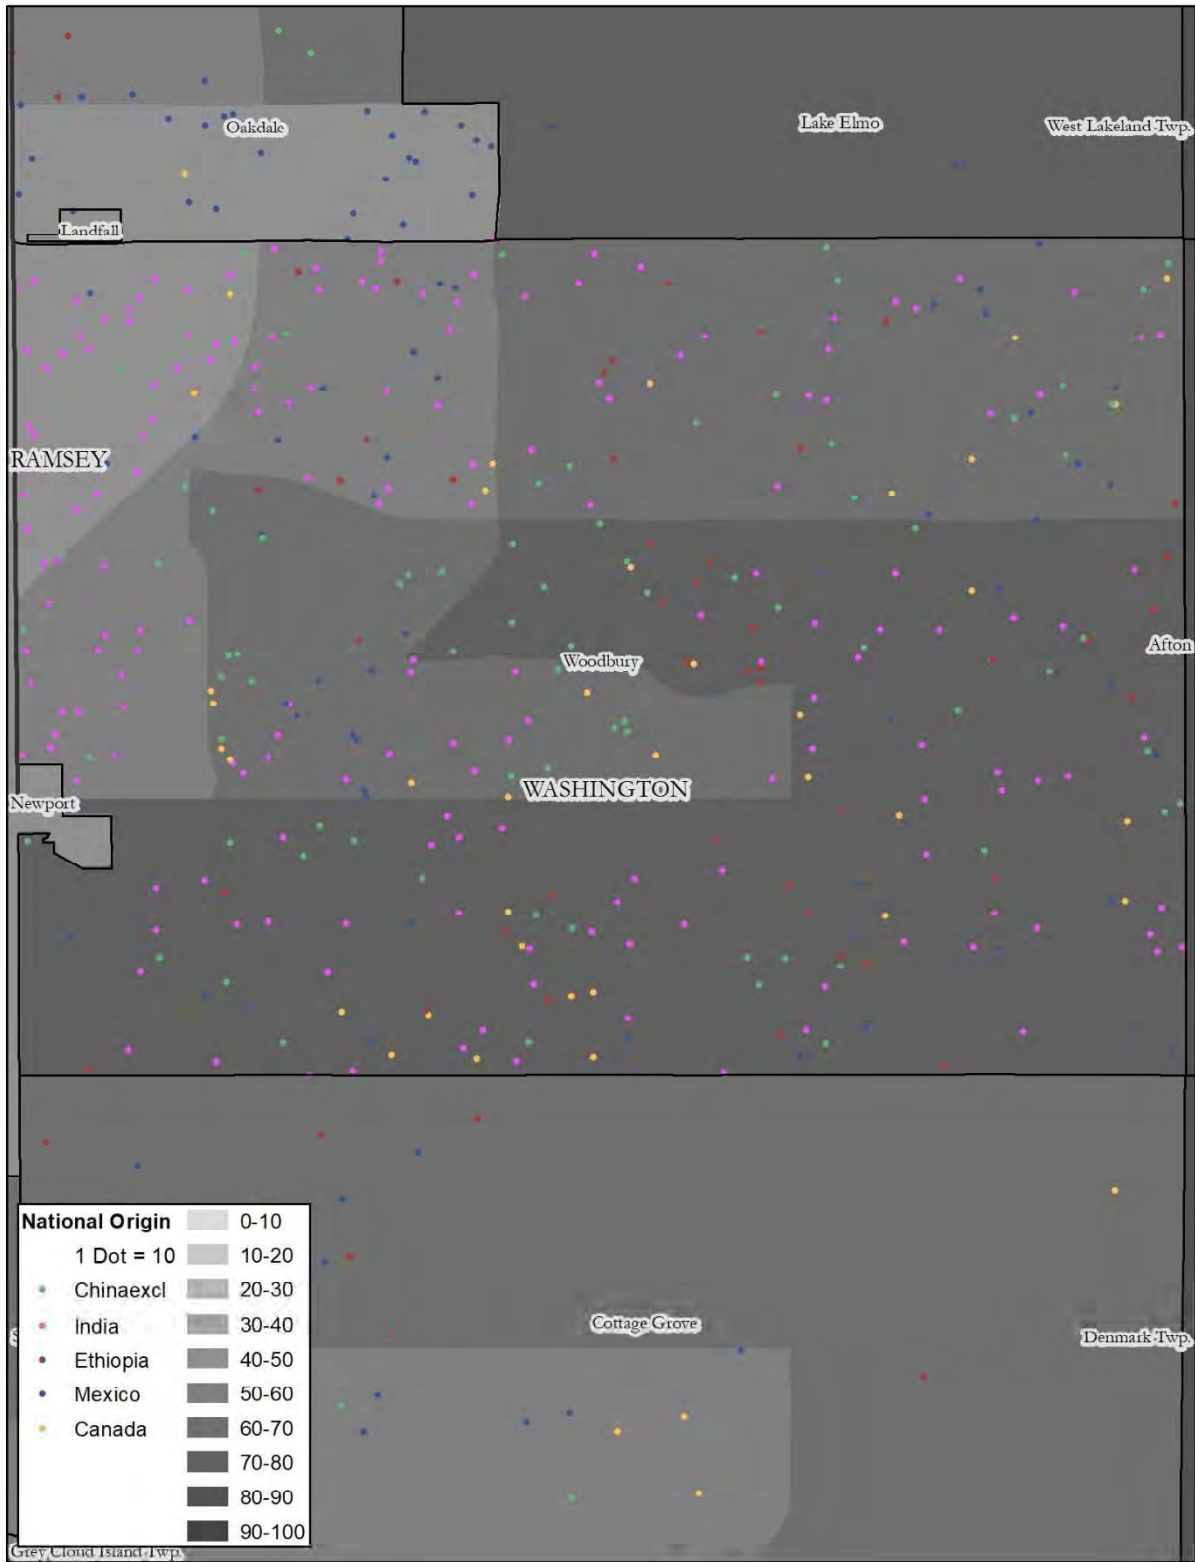 Oakdale
Lake Elmo
West Lakeland Twp.
Landfall
RAMSEY
Woodbury
Afton
WASHINGTON
Newport
National Origin
1 Dot = 10
Chinaexcl
India
Ethiopia
Mexico
Canada
0-10
10-20
20-30
30-40
40-50
50-60
60-70
70-80
80-90
90-100
Cottage Grove
Denmark Twp.
Grey Cloud Island Twp.